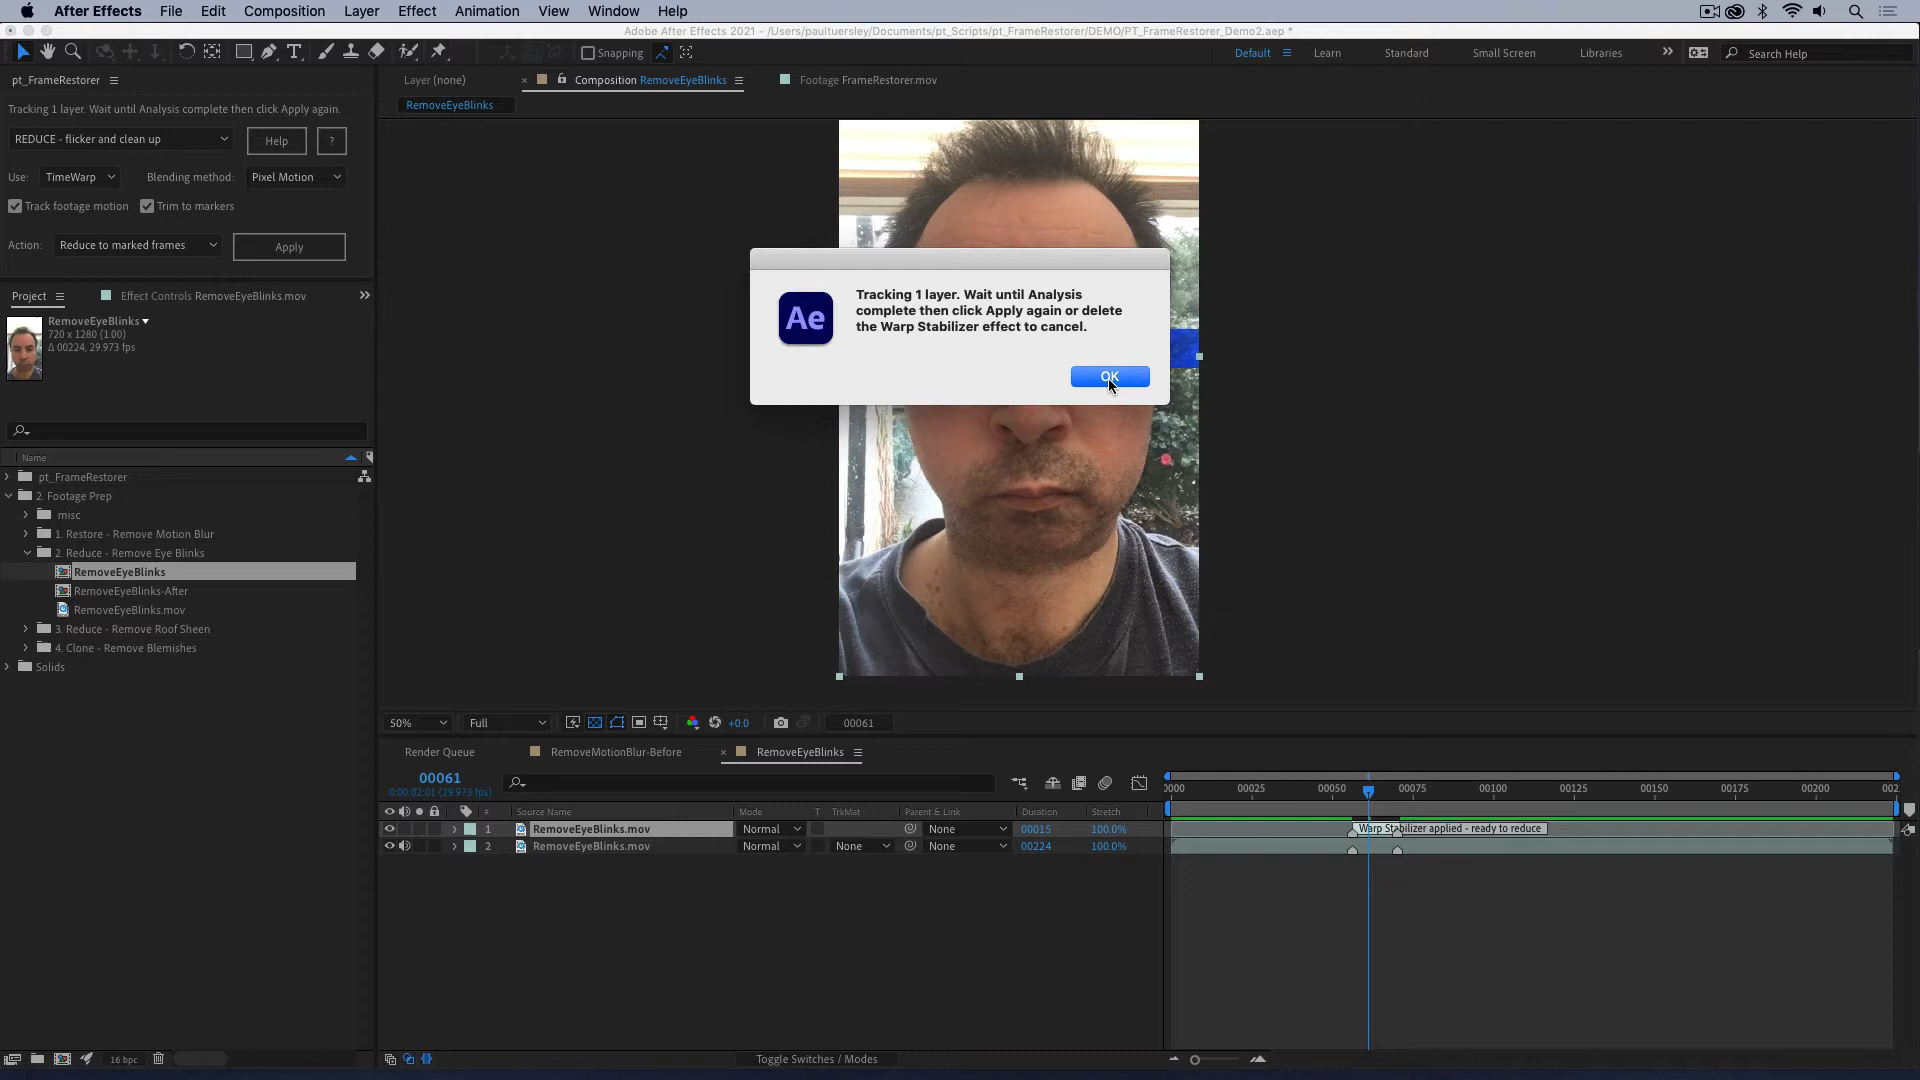 After Effects File Edit Composition Layer Effect Animation View Window Help
Adobe After Effects 2021 - /Users/paultuersley/Documents/pt_Scripts/pt_FrameRestorer/DEMO/PT_FrameRestorer_Demo2.aep *
Snapping Default Learn Standard Small Screen Libraries Search Help
pt_FrameRestorer
Layer (none) Composition RemoveEyeBlinks Footage FrameRestorer.mov
Tracking 1 layer. Wait until Analysis complete then click Apply again.
RemoveEyeBlinks
REDUCE - flicker and clean up Help ?
Use: TimeWarp Blending method: Pixel Motion
Track footage motion Trim to markers
Action: Reduce to marked frames Apply
Tracking 1 layer. Wait until Analysis
complete then click Apply again or delete
the Warp Stabilizer effect to cancel.
Ae
OK
Project Effect Controls RemoveEyeBlinks.mov
RemoveEyeBlinks
720 x 1280 (1.00)
Δ 00224, 29.973 fps
Name
pt_FrameRestorer
2. Footage Prep
misc
1. Restore - Remove Motion Blur
2. Reduce - Remove Eye Blinks
RemoveEyeBlinks
RemoveEyeBlinks-After
RemoveEyeBlinks.mov
3. Reduce - Remove Roof Sheen
4. Clone - Remove Blemishes
Solids
50% Full +0.0 00061
Render Queue RemoveMotionBlur-Before RemoveEyeBlinks
00061
0:00:02:01 (29.973 fps)
0000 00025 00050 00075 00100 00125 00150 00175 00200 002
# Source Name Mode T TrkMat Parent & Link Duration Stretch
1 RemoveEyeBlinks.mov Normal None 00015 100.0% Warp Stabilizer applied - ready to reduce
2 RemoveEyeBlinks.mov Normal None None 00224 100.0%
16 bpc Toggle Switches / Modes